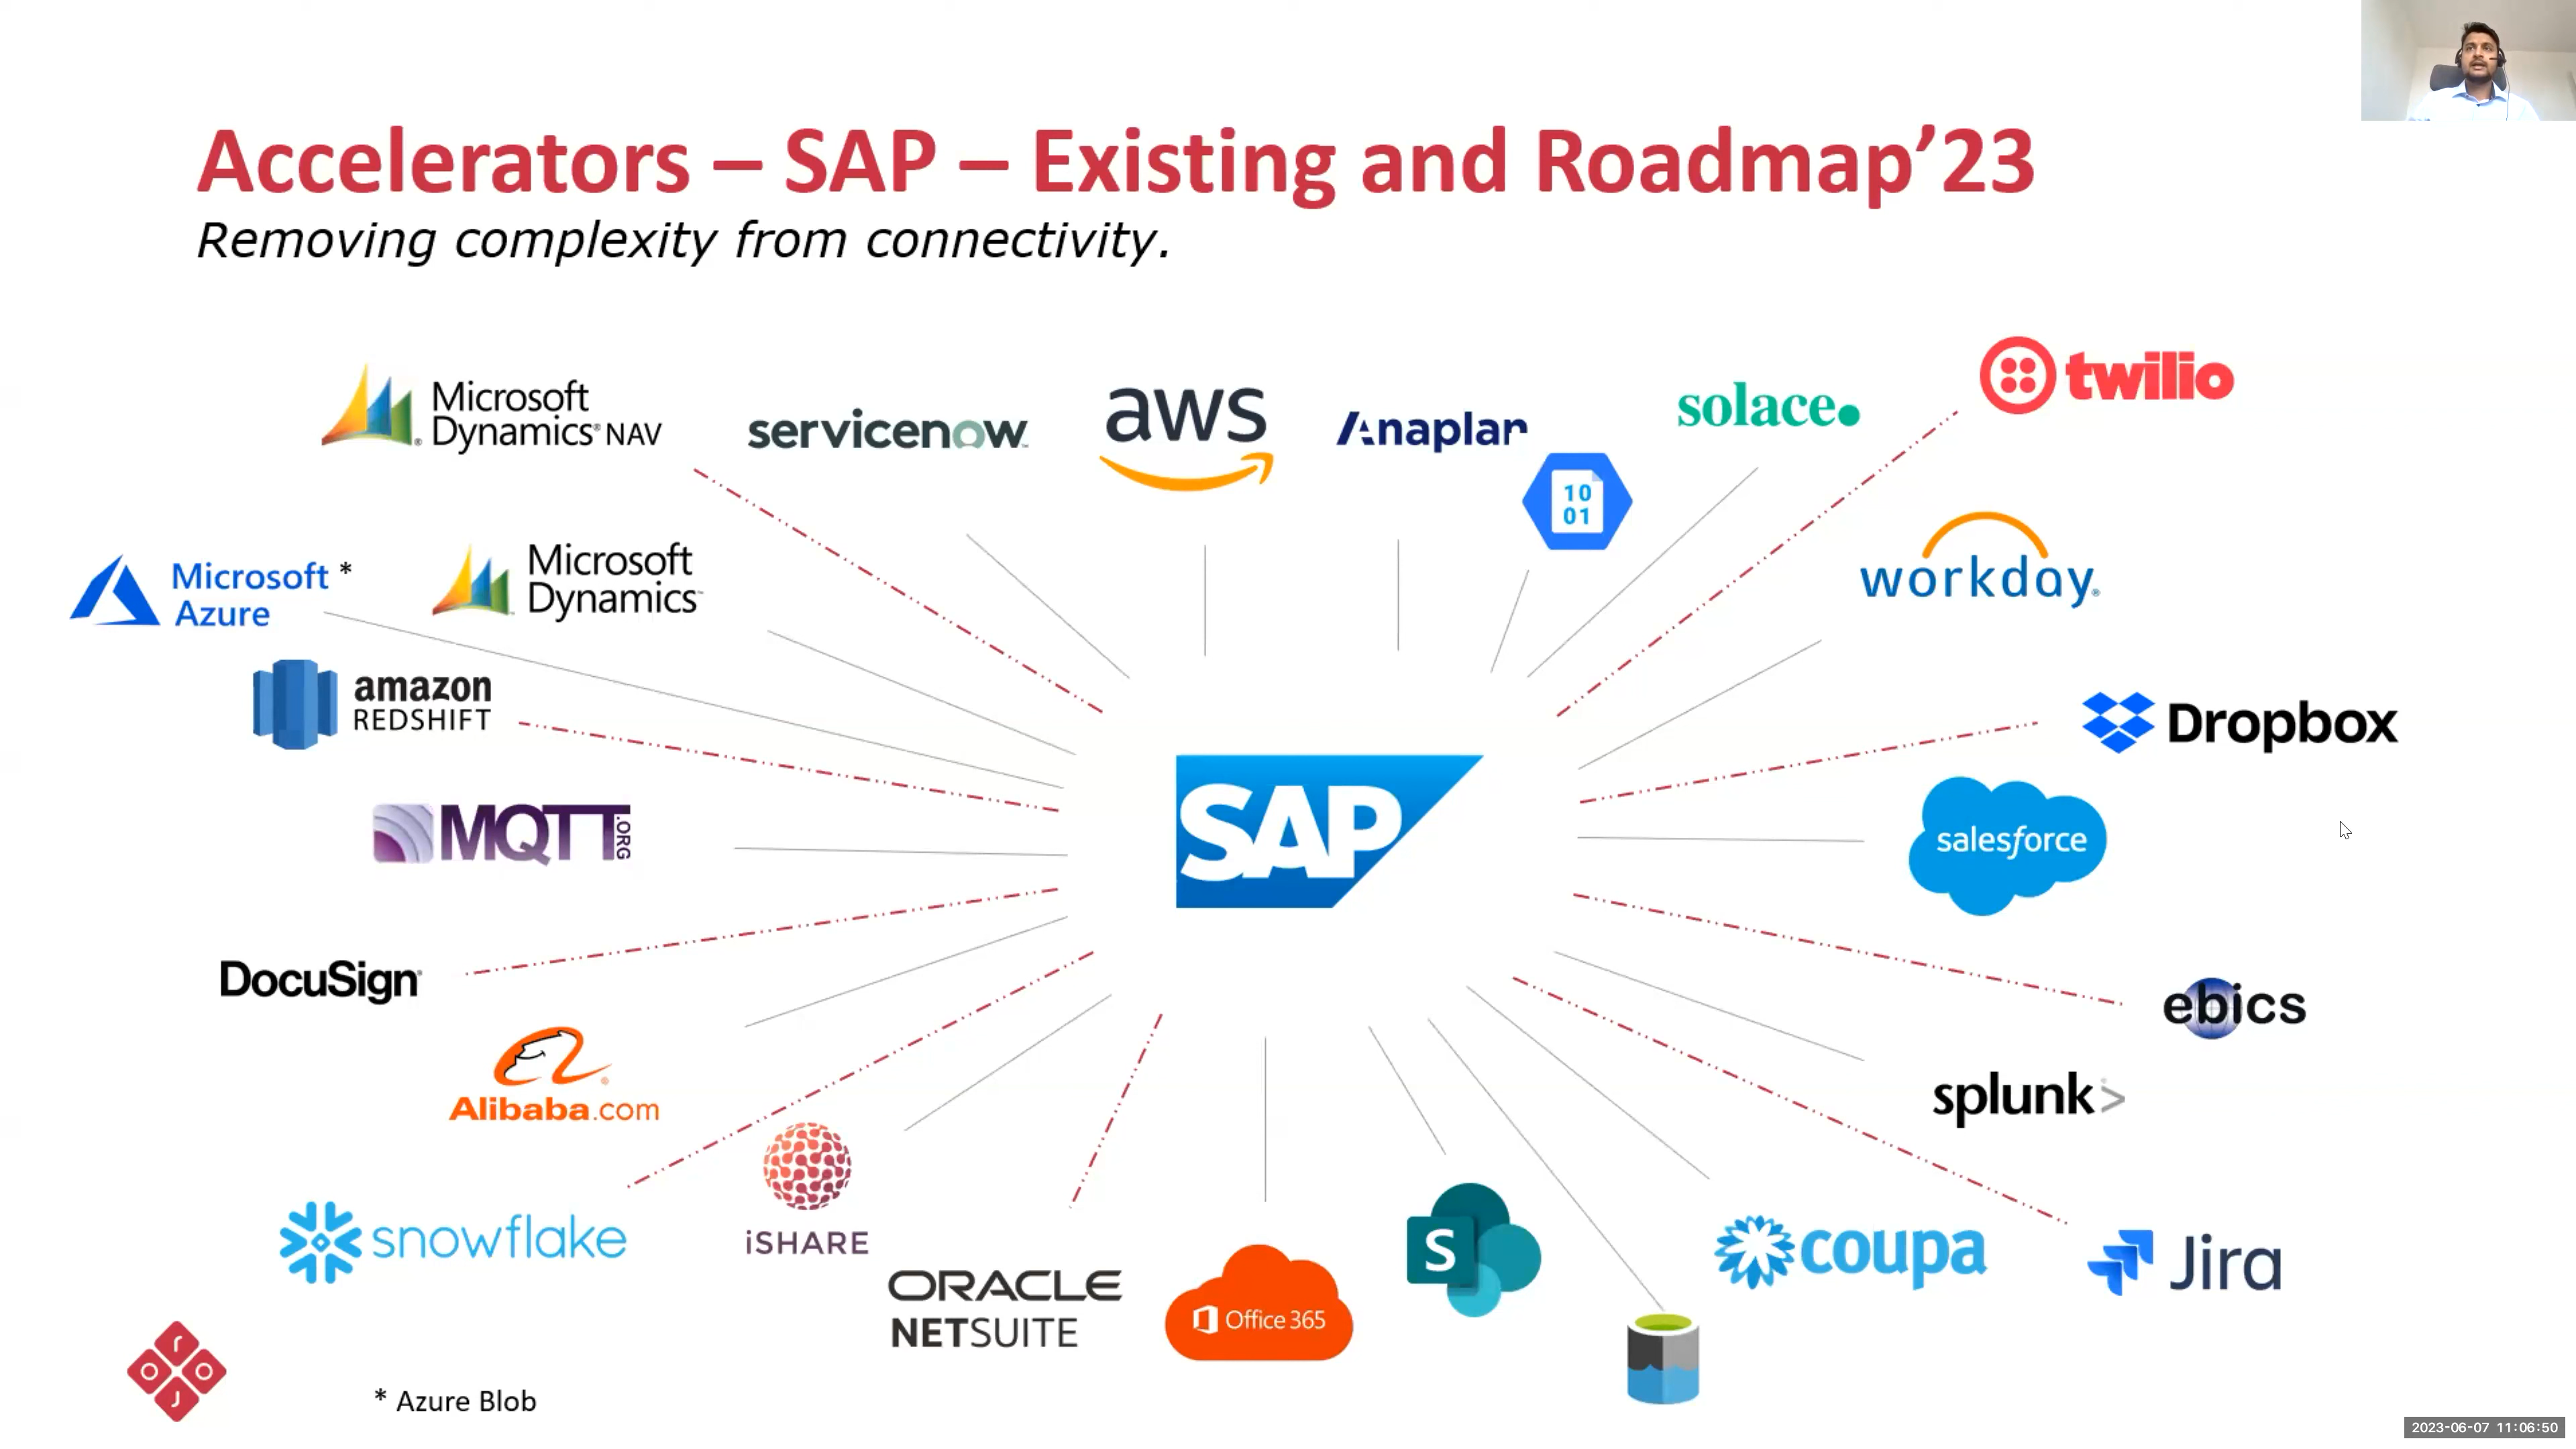 Accelerators – SAP – Existing and Roadmap’23
Removing complexity from connectivity.
Microsoft
Dynamics NAV
servicenow
aws
Anaplan
10
01
solace
twilio
Microsoft *
Azure
Microsoft
Dynamics
workday
amazon
REDSHIFT
Dropbox
MQTT.ORG
SAP
salesforce
DocuSign
ebics
Alibaba.com
splunk>
snowflake
iSHARE
ORACLE
NETSUITE
Office 365
S
coupa
Jira
r
O O
J
* Azure Blob
2023-06-07 11:06:50